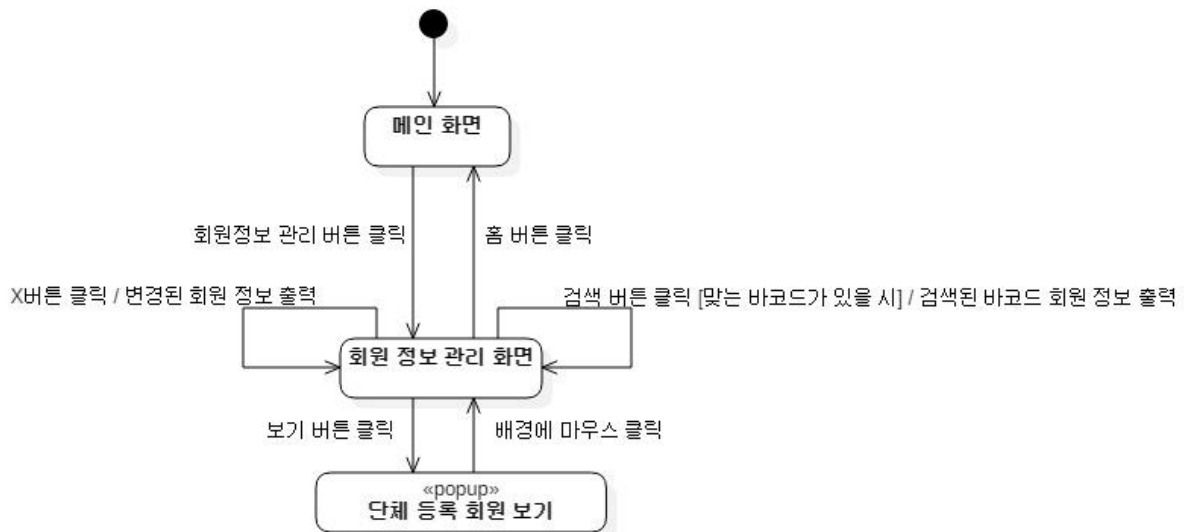 메인 화면
회원정보 관리 버튼 클릭
홈 버튼 클릭
X버튼 클릭 / 변경된 회원 정보 출력
검색 버튼 클릭 [맞는 바코드가 있을 시] / 검색된 바코드 회원 정보 출력
회원 정보 관리 화면
보기 버튼 클릭
배경에 마우스 클릭
«popup»
단체 등록 회원 보기